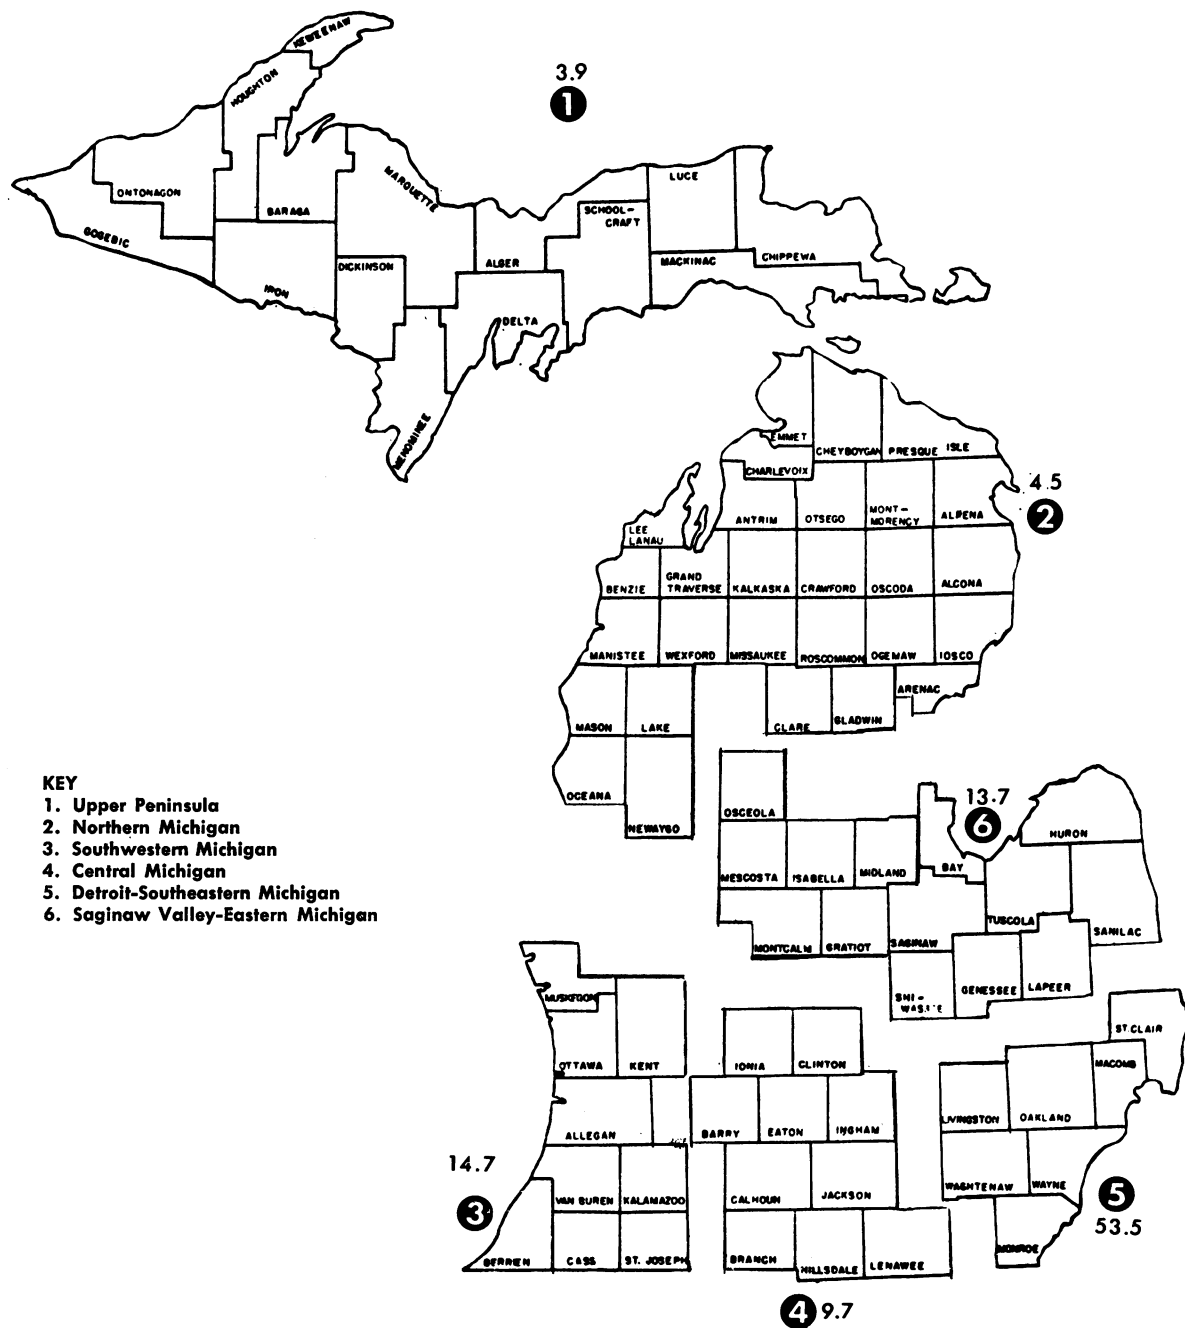 KEWEENAW
3.9
1
HOUGHTON
LUCE
MARQUETTE
ONTONAGON
BARAGA
SCHOOL-
CRAFT
GOGEBIC
DICKINSON
ALGER
MACKINAC
CHIPPEWA
IRON
DELTA
MENOMINEE
EMMET
CHEYBOYGAN
PRESQUE ISLE
CHARLEVOIX
4.5
2
ANTRIM
OTSEGO
MONT-
MORENCY
ALPENA
LEE
LANAU
BENZIE
GRAND
TRAVERSE
KALKASKA
CRAWFORD
OSCODA
ALCONA
MANISTEE
WEXFORD
MISSAUKEE
ROSCOMMON
OGEMAW
IOSCO
ARENAC
MASON
LAKE
CLARE
GLADWIN
OCEANA
NEWAYGO
KEY
1. Upper Peninsula
2. Northern Michigan
3. Southwestern Michigan
4. Central Michigan
5. Detroit-Southeastern Michigan
6. Saginaw Valley-Eastern Michigan
OSCEOLA
13.7
6
HURON
MESCOSTA
ISABELLA
MIDLAND
BAY
TUSCOLA
SANILAC
MONTCALM
GRATIOT
SAGINAW
SHI-
GENESSEE
LAPEER
MUSKEGON
OTTAWA
KENT
IONIA
CLINTON
ST. CLAIR
MACOMB
LIVINGSTON
OAKLAND
ALLEGAN
BARRY
EATON
INGHAM
14.7
3
VAN BUREN
KALAMAZOO
CALHOUN
JACKSON
WASHTENAW
WAYNE
5
53.5
BERRIEN
CASS
ST. JOSEPH
BRANCH
HILLSDALE
LENAWEE
MONROE
4 9.7